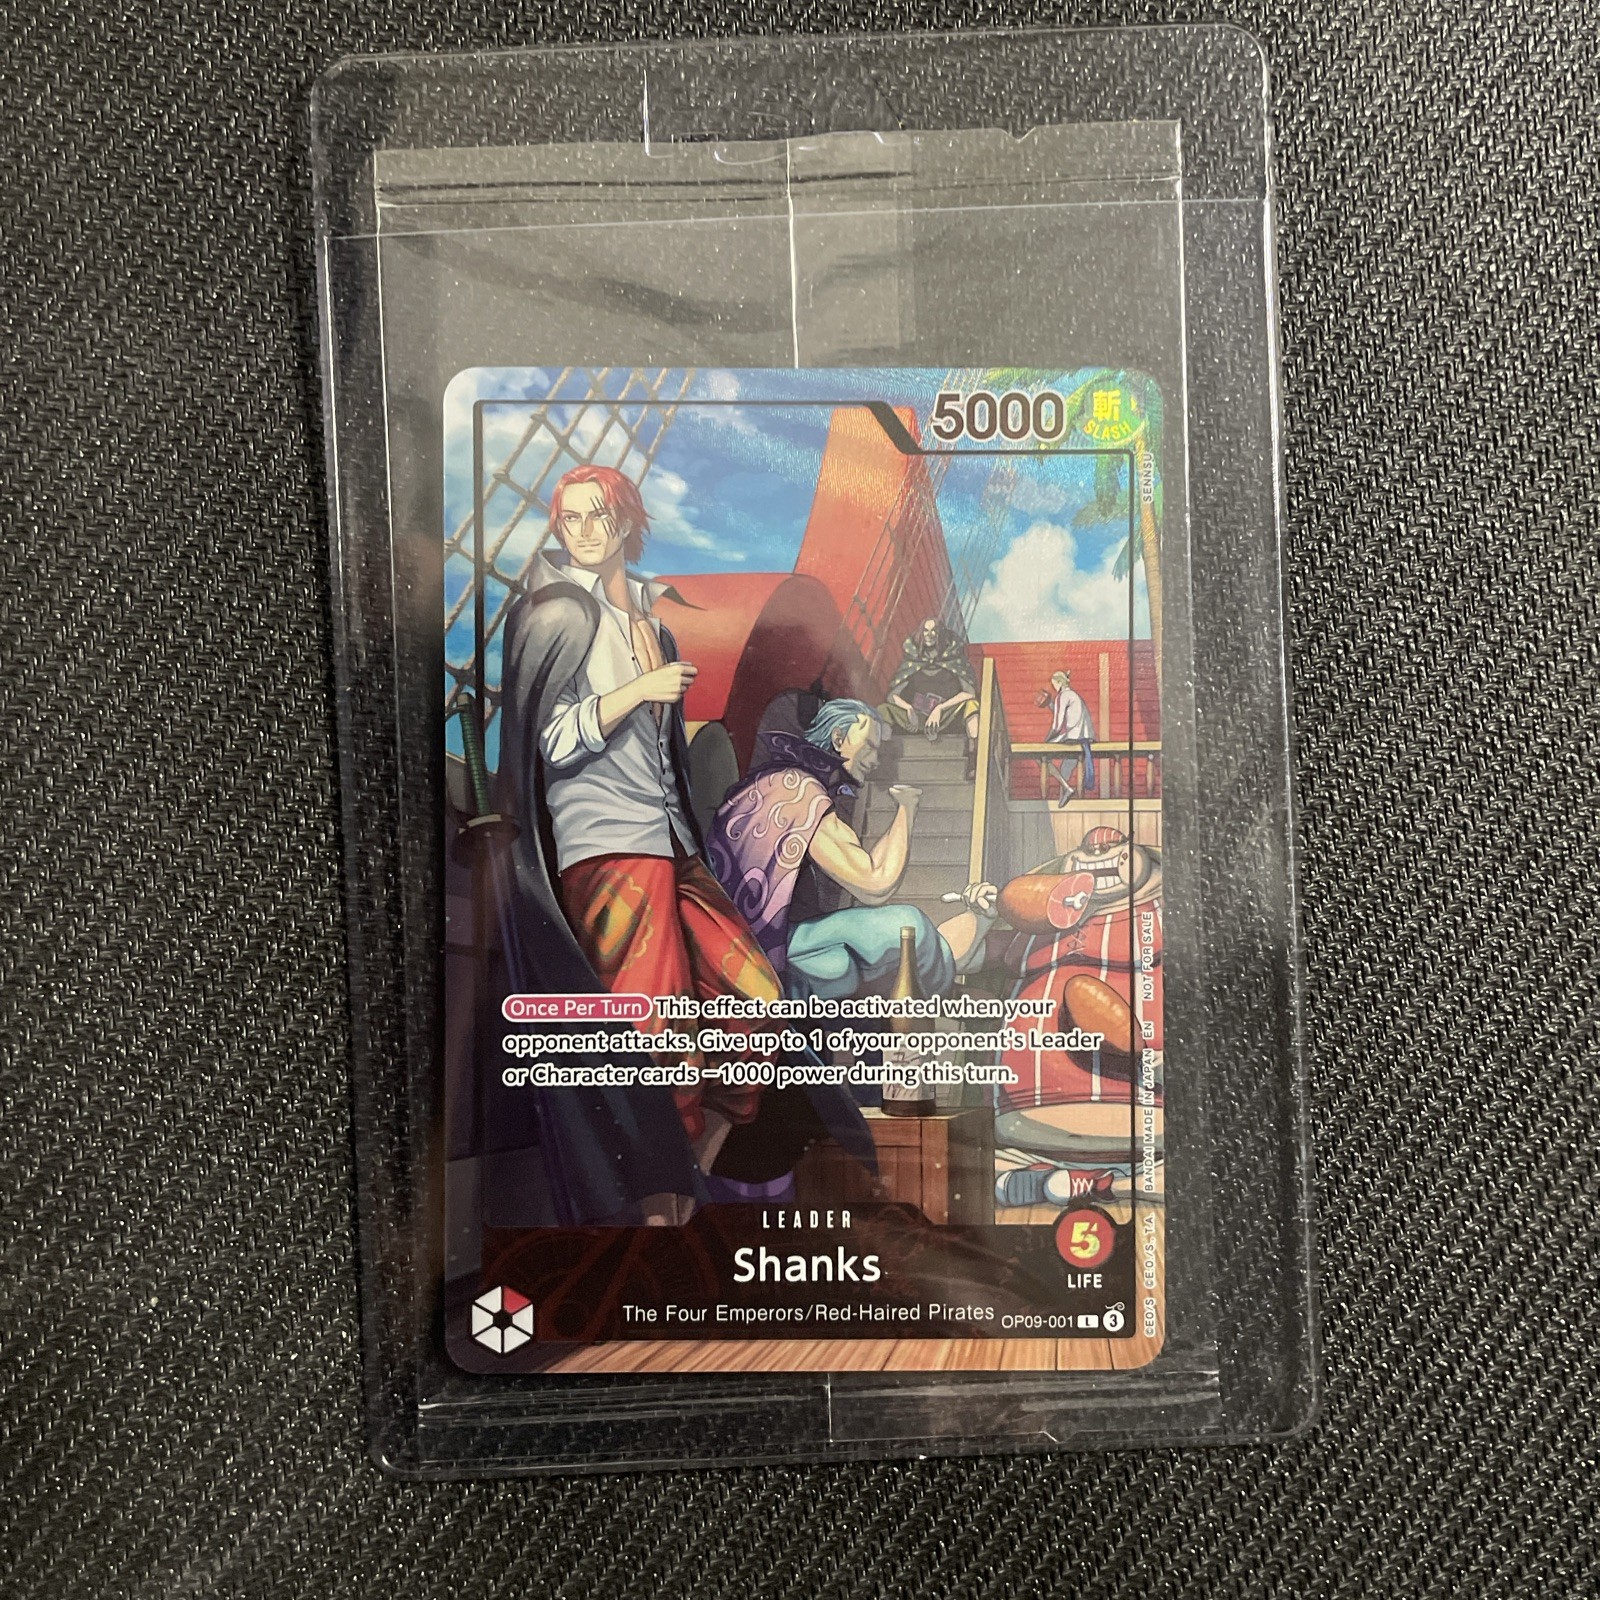 5000
斬
SLASH
SENNSU
Once Per Turn This effect can be activated when your
opponent attacks. Give up to 1 of your opponent's Leader
or Character cards −1000 power during this turn.
©E.O./S. ©E.O./S.,T.A. BANDAI MADE IN JAPAN EN NOT FOR SALE
LEADER
Shanks
5
LIFE
The Four Emperors/Red-Haired Pirates
OP09-001 L 3